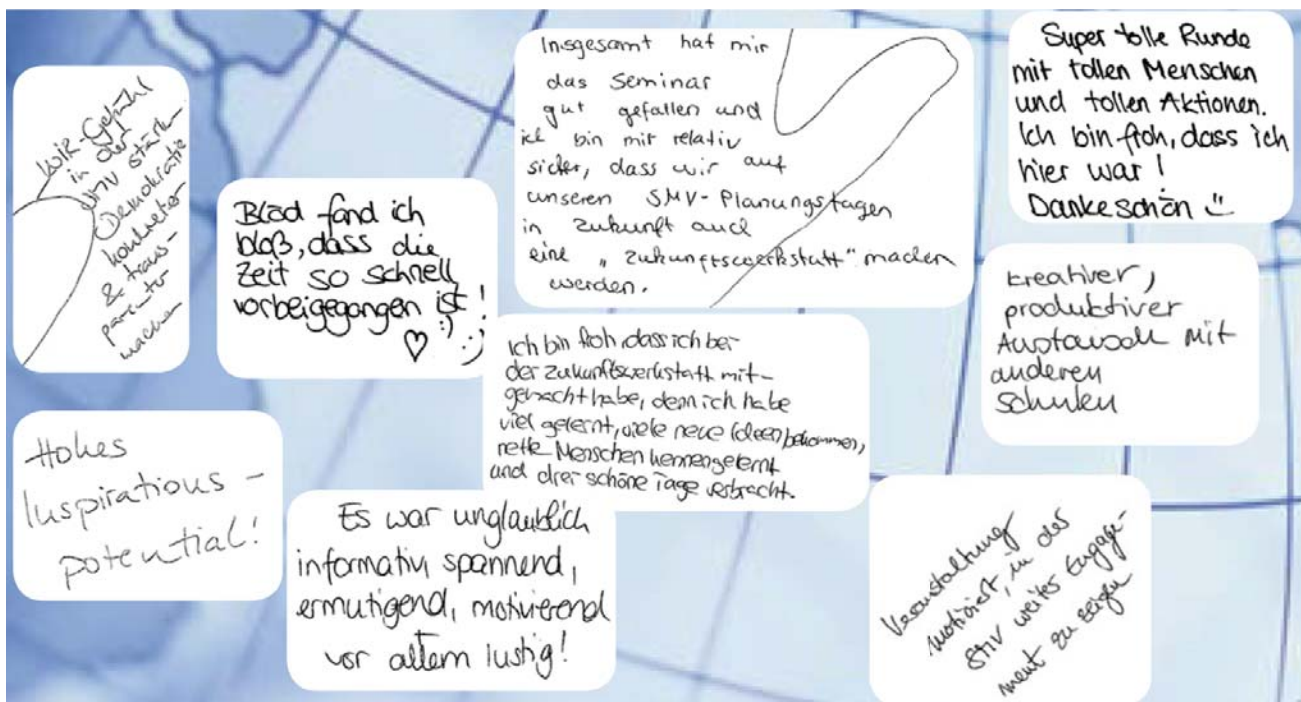 Wir-Gefühl
in der
SMV stärken
Demokratie
konkreter
& trans-
parenter
machen
Blöd fand ich
bloß, dass die
Zeit so schnell
vorbeigegangen ist!
♡ :) ;)
Insgesamt hat mir
das Seminar
gut gefallen und
ich bin mir relativ
sicher, dass wir auf
unseren SMV-Planungstagen
in Zukunft auch
eine „Zukunftswerkstatt" machen
werden.
Super tolle Runde
mit tollen Menschen
und tollen Aktionen.
Ich bin froh, dass ich
hier war!
Dankeschön
Ich bin froh, dass ich bei
der Zukunftswerkstatt mit-
gemacht habe, denn ich habe
viel gelernt, viele neue Ideen bekommen,
nette Menschen kennengelernt
und drei schöne Tage verbracht.
kreativer,
produktiver
Austausch mit
anderen
Schulen
Hohes
Inspirations-
potential!
Es war unglaublich
informativ, spannend,
ermutigend, motivierend
vor allem lustig!
Veranstaltung
motiviert, in der
SMV weiter Engage-
ment zu zeigen